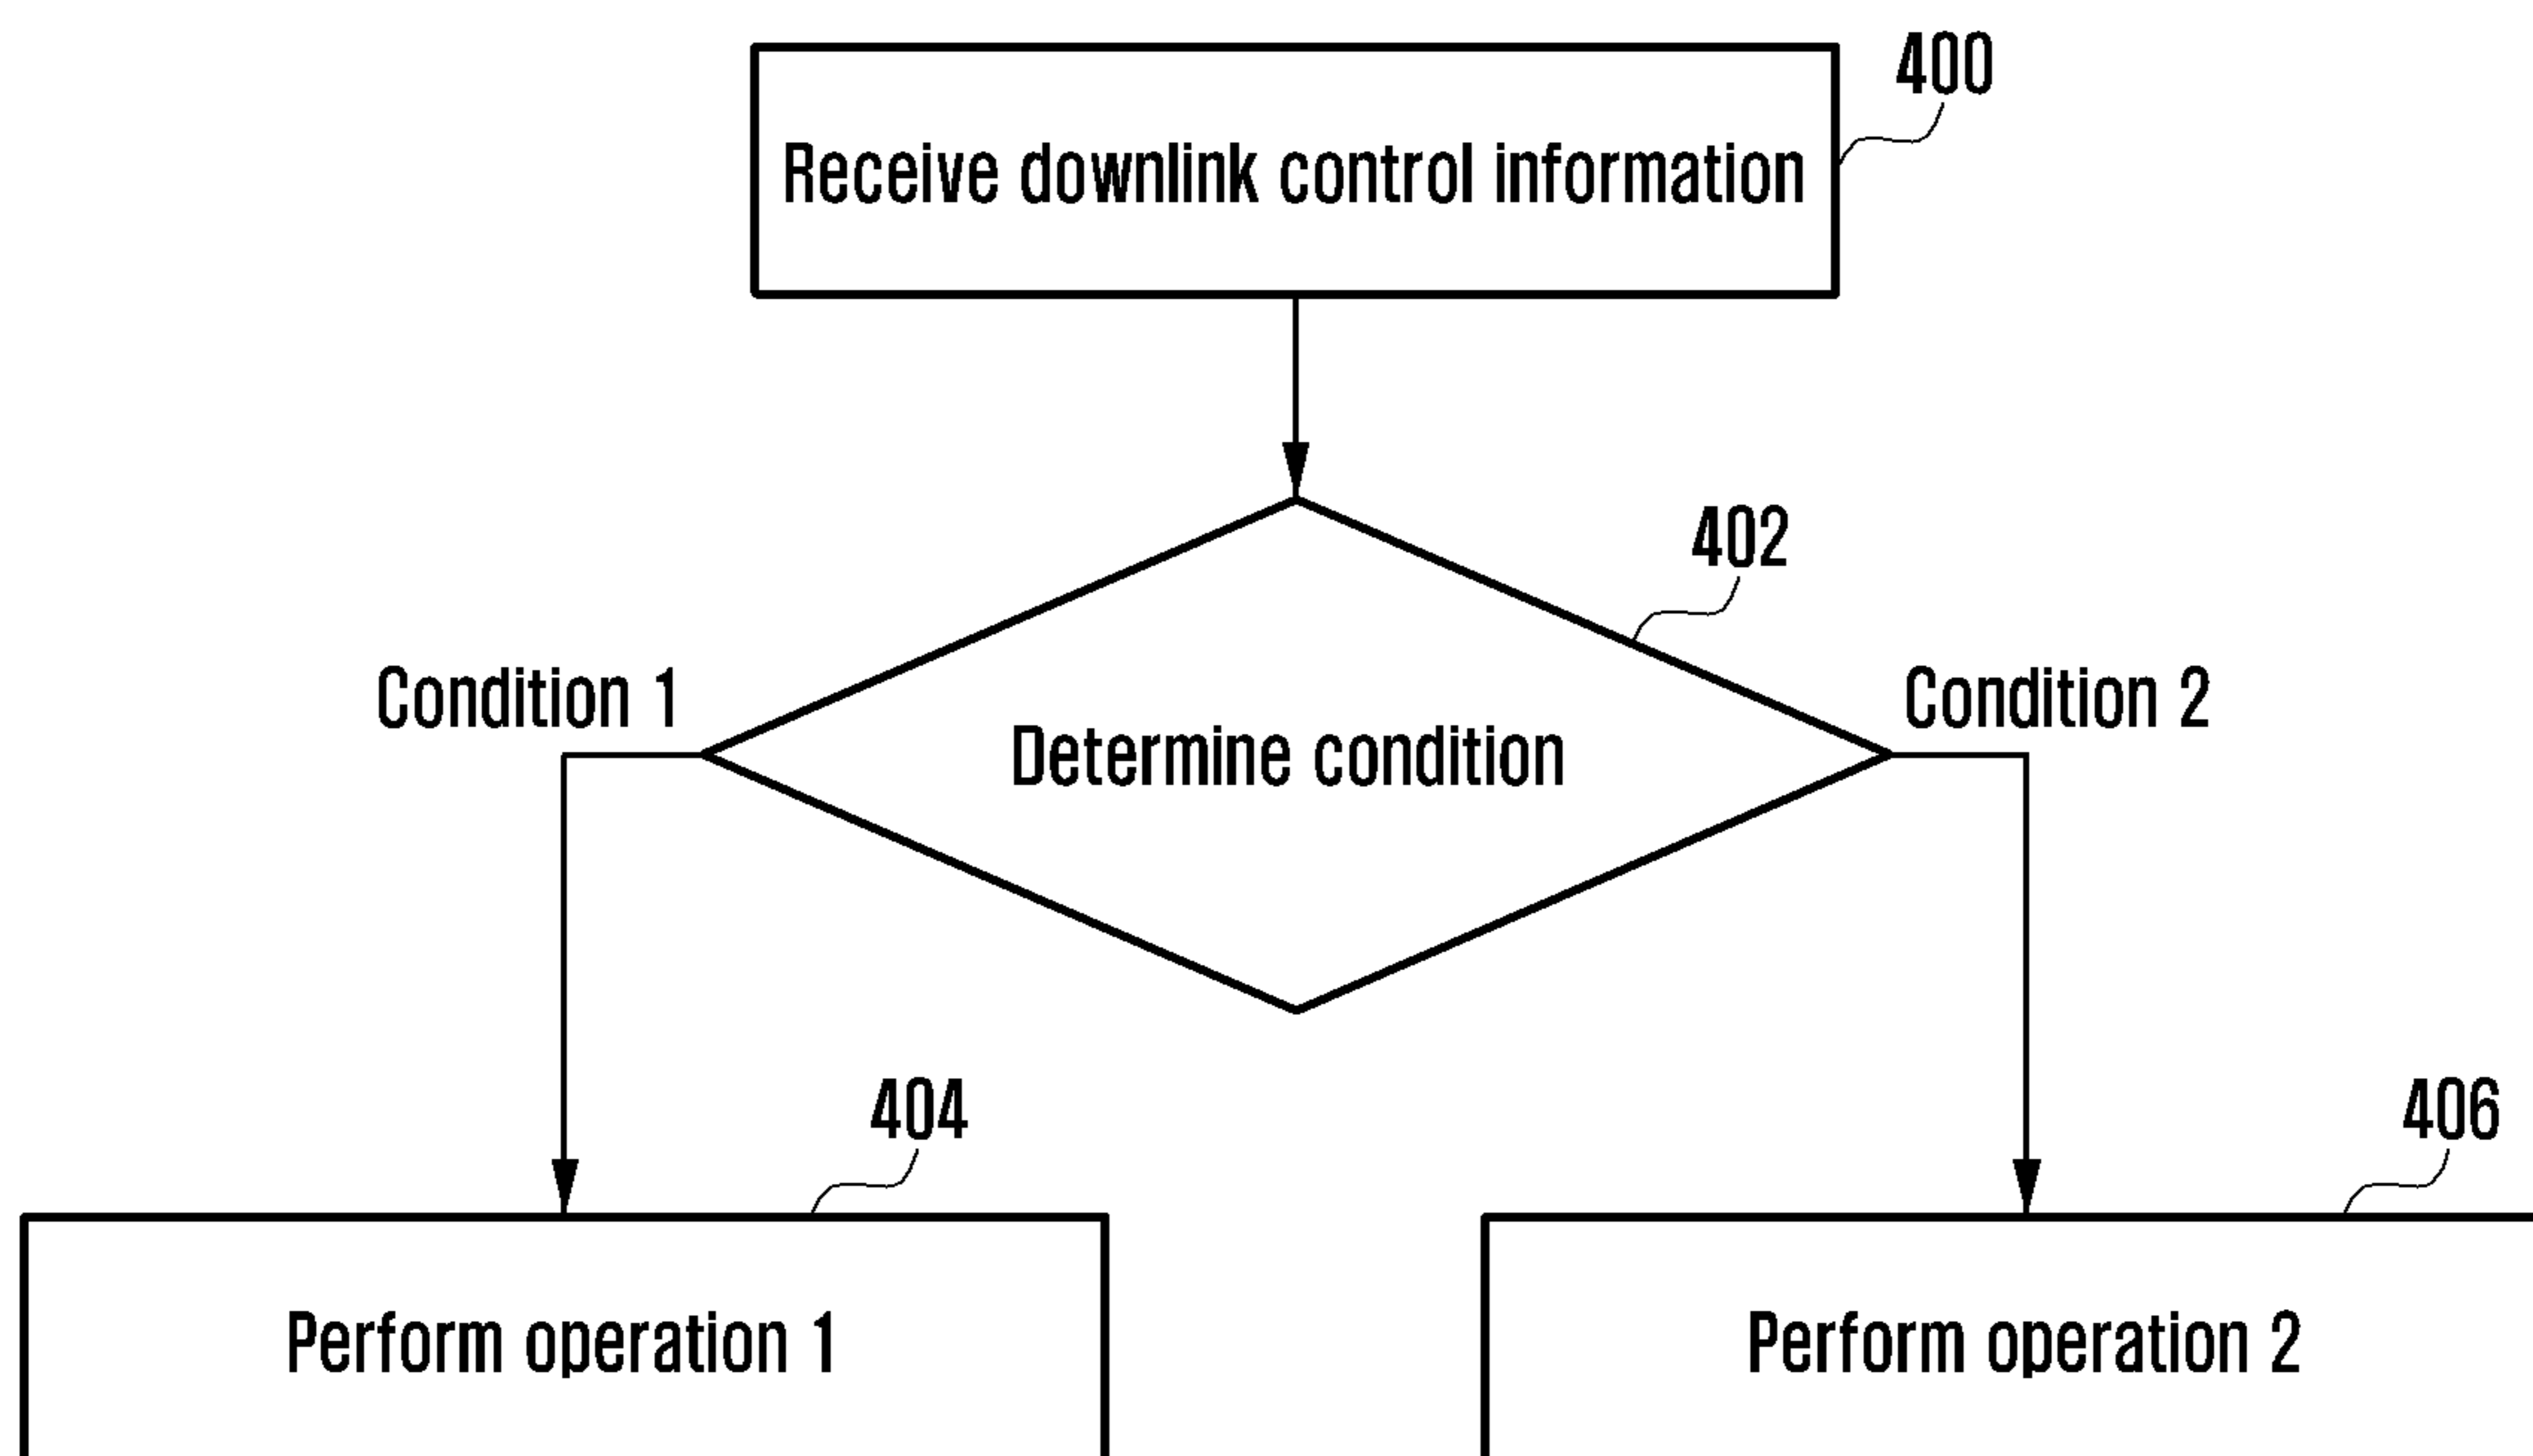 400
Receive downlink control information
402
Condition 1
Condition 2
Determine condition
404
406
Perform operation 1
Perform operation 2